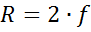 R = 2 · f